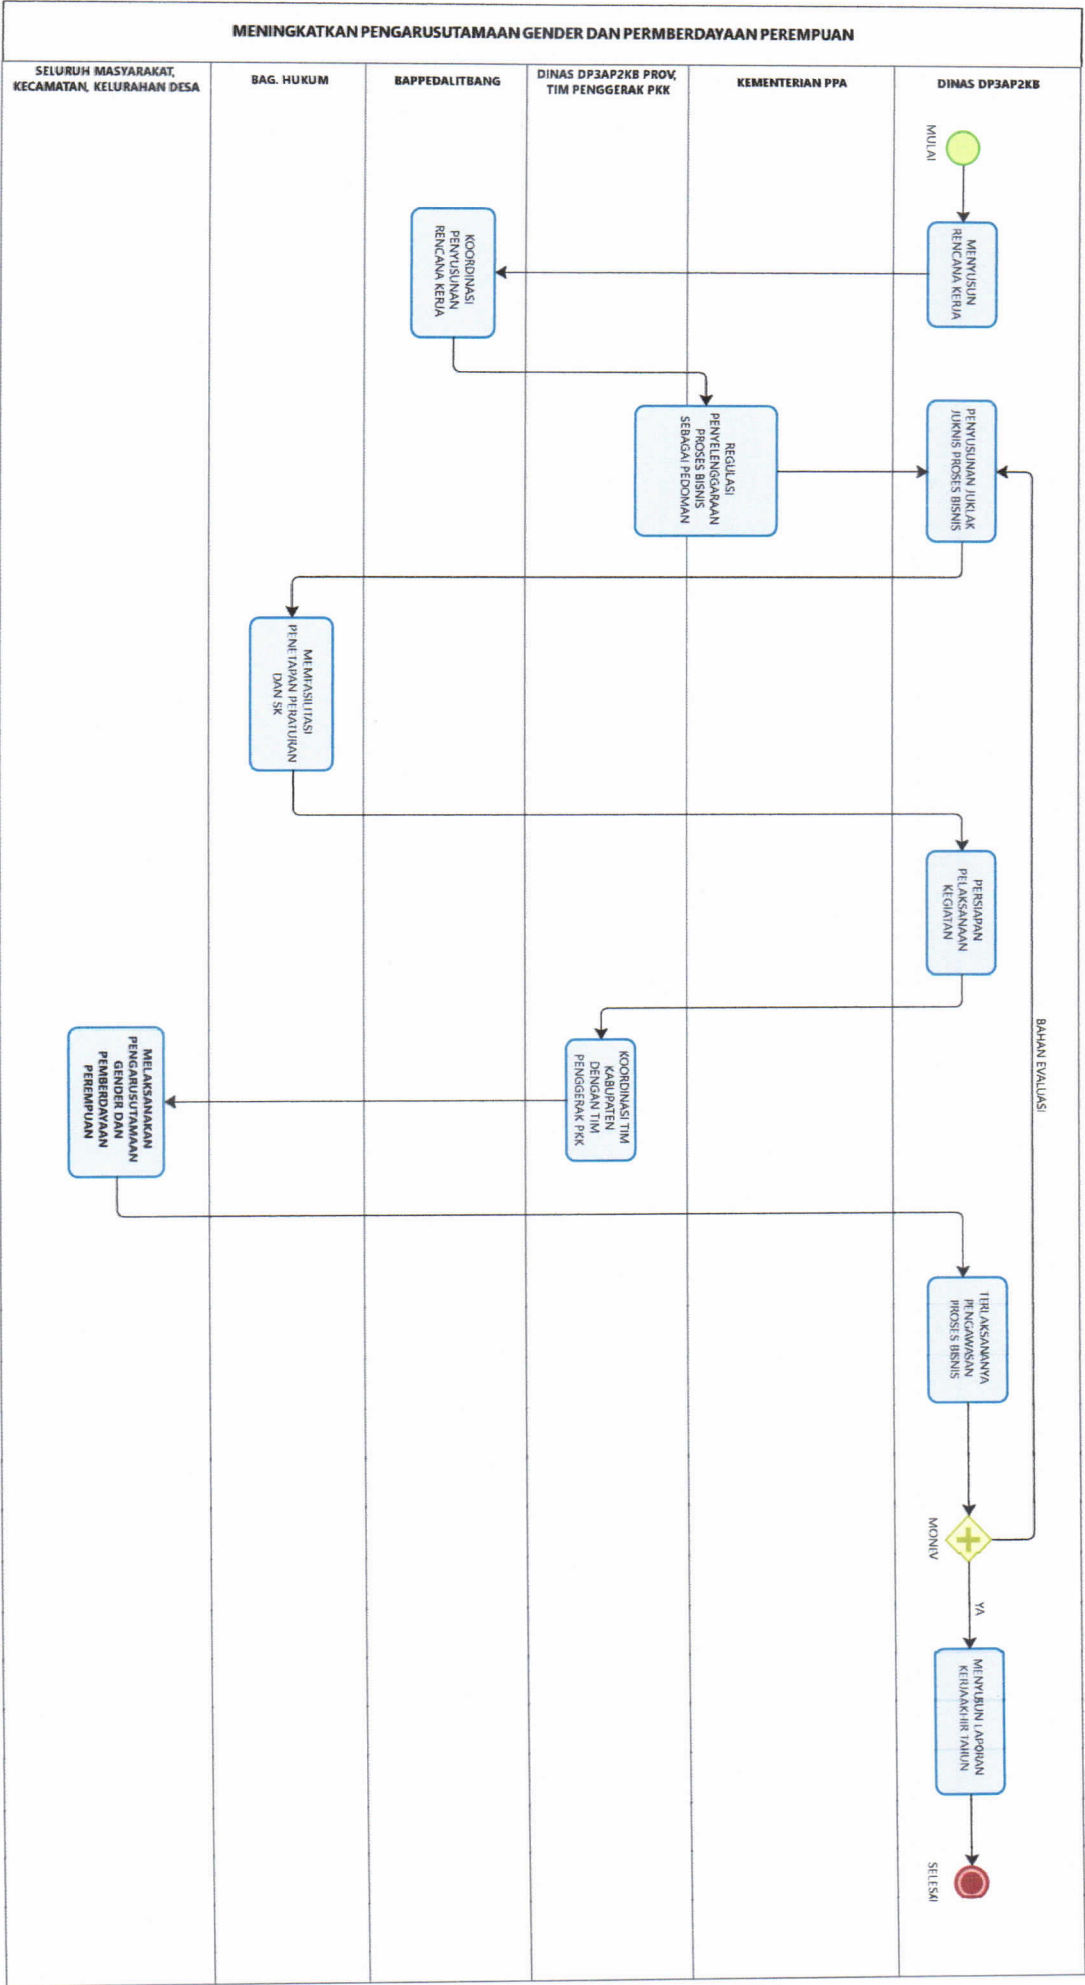 MENINGKATKAN PENGARUSUTAMAAN GENDER DAN PERMBERDAYAAN PEREMPUAN
SELURUH MASYARAKAT,
KECAMATAN, KELURAHAN DESA
BAG. HUKUM
BAPPEDALITBANG
DINAS DP3AP2KB PROV,
TIM PENGGERAK PKK
KEMENTERIAN PPA
DINAS DP3AP2KB
MULAI
MENYUSUN
RENCANA KERJA
KOORDINASI
PENYUSUNAN
RENCANA KERJA
REGULASI
PENYELENGGARAAN
PROSES BISNIS
SEBAGAI PEDOMAN
PENYUSUNAN JUKLAK
JUKNIS PROSES BISNIS
MEMFASILITASI
PENETAPAN PERATURAN
DAN SK
PERSIAPAN
PELAKSANAAN
KEGIATAN
KOORDINASI TIM
KABUPATEN
DENGAN TIM
PENGGERAK PKK
MELAKSANAKAN
PENGARUSUTAMAAN
GENDER DAN
PEMBERDAYAAN
PEREMPUAN
BAHAN EVALUASI
TERLAKSANANYA
PENGAWASAN
PROSES BISNIS
MONEV
YA
MENYUSUN LAPORAN
KERJA AKHIR TAHUN
SELESAI